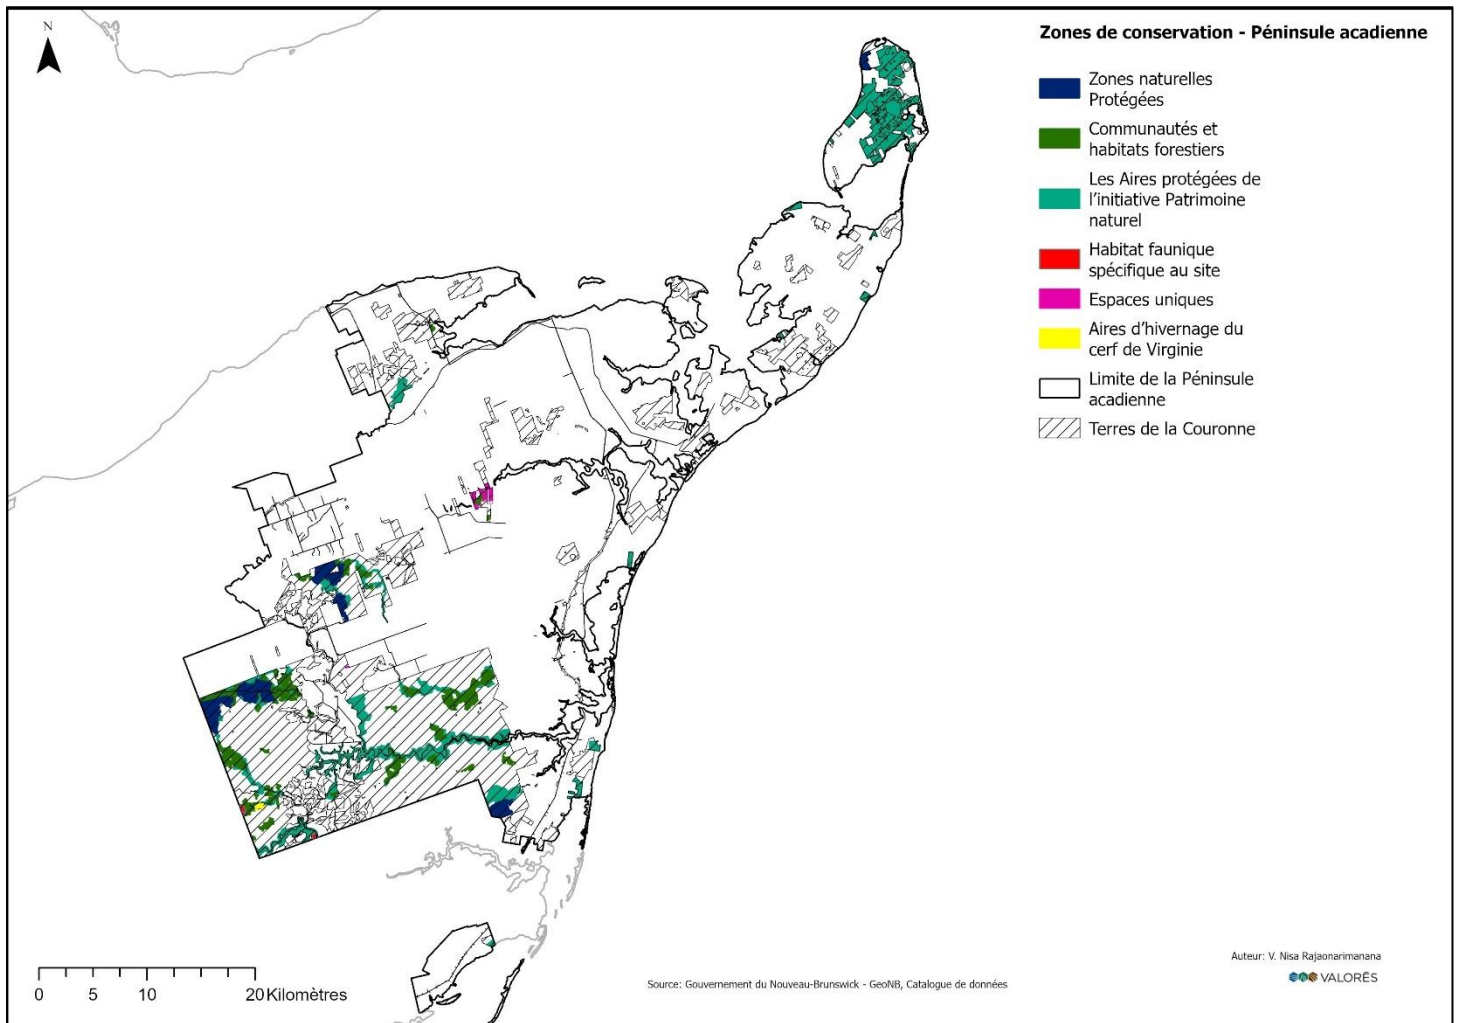 N
Zones de conservation - Péninsule acadienne
Zones naturelles
Protégées
Communautés et
habitats forestiers
Les Aires protégées de
l'initiative Patrimoine
naturel
Habitat faunique
spécifique au site
Espaces uniques
Aires d'hivernage du
cerf de Virginie
Limite de la Péninsule
acadienne
Terres de la Couronne
0 5 10 20 Kilomètres
Source: Gouvernement du Nouveau-Brunswick - GeoNB, Catalogue de données
Auteur: V. Nisa Rajaonarimanana
VALORĒS